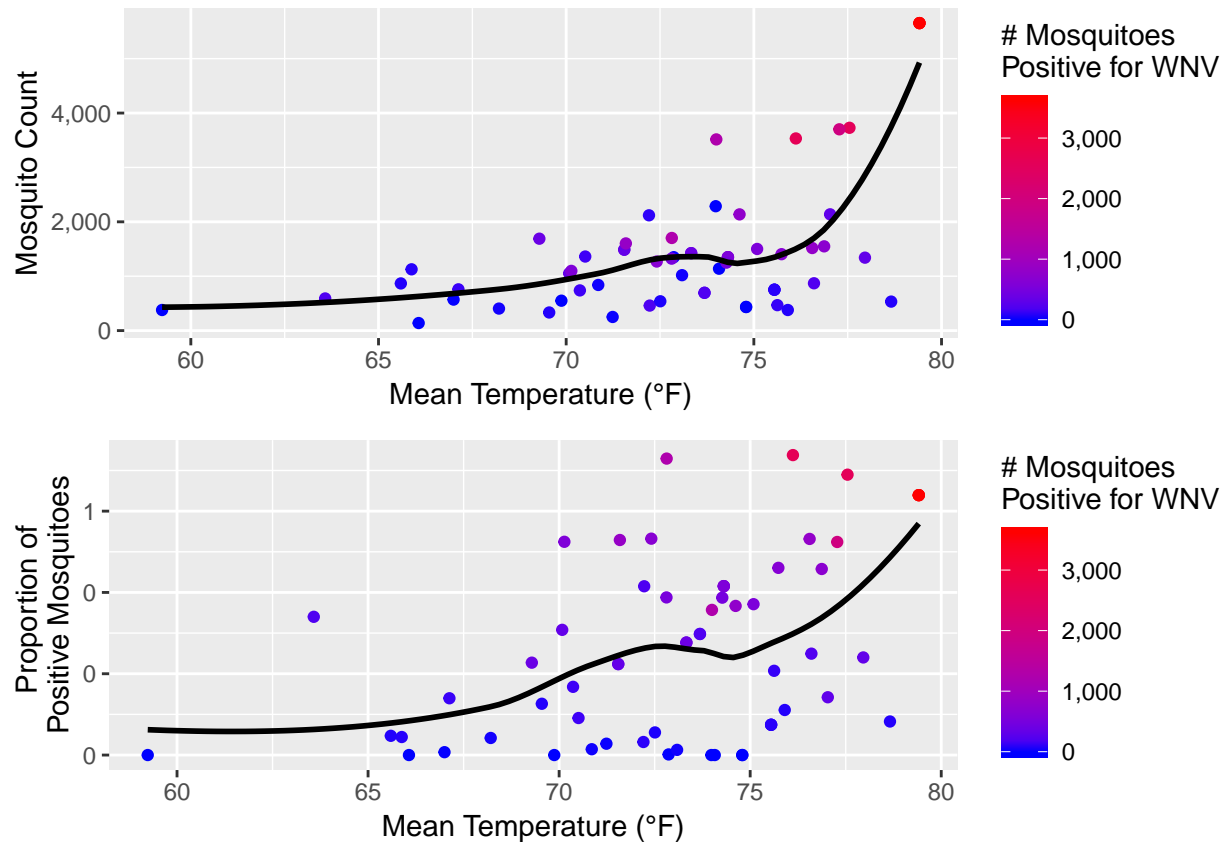 # Mosquitoes
Positive for WNV
3,000
2,000
1,000
0
Mosquito Count
4,000
2,000
0
60
65
70
75
80
Mean Temperature (°F)
# Mosquitoes
Positive for WNV
3,000
2,000
1,000
0
Proportion of
Positive Mosquitoes
1
0
0
0
60
65
70
75
80
Mean Temperature (°F)